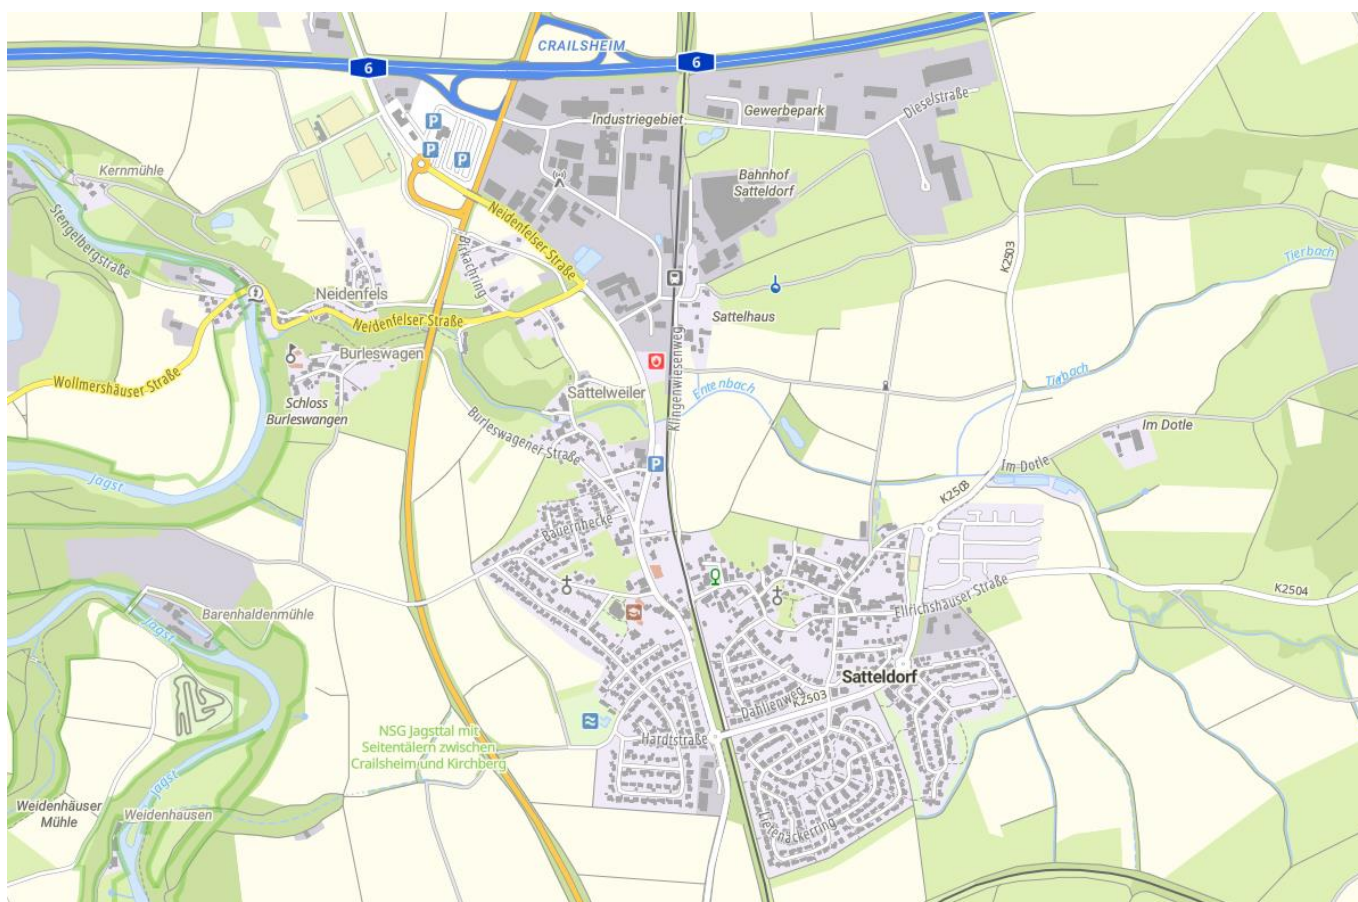 CRAILSHEIM
6
6
Gewerbepark
Dieselstraße
Industriegebiet
P
P
P
Kernmühle
Bahnhof
Satteldorf
Neidenfelser Straße
Stengelbergstraße
Birkachring
K2503
Tierbach
Neidenfels
Neidenfelser Straße
Sattelhaus
Burleswagen
Wollmershäuser Straße
Klingenwiesenweg
Entenbach
Tierbach
Sattelweiler
Schloss
Burleswangen
Burleswagener Straße
Im Dotle
P
Im Dotle
Jagst
K2503
Bauernhecke
K2504
Ellrichshäuser Straße
Barenhaldenmühle
Jagst
Satteldorf
Dahlienweg
K2503
NSG Jagsttal mit
Seitentälern zwischen
Crailsheim und Kirchberg
Hardtstraße
Jagst
Weidenhäuser
Mühle
Weidenhausen
Liefenäckerring